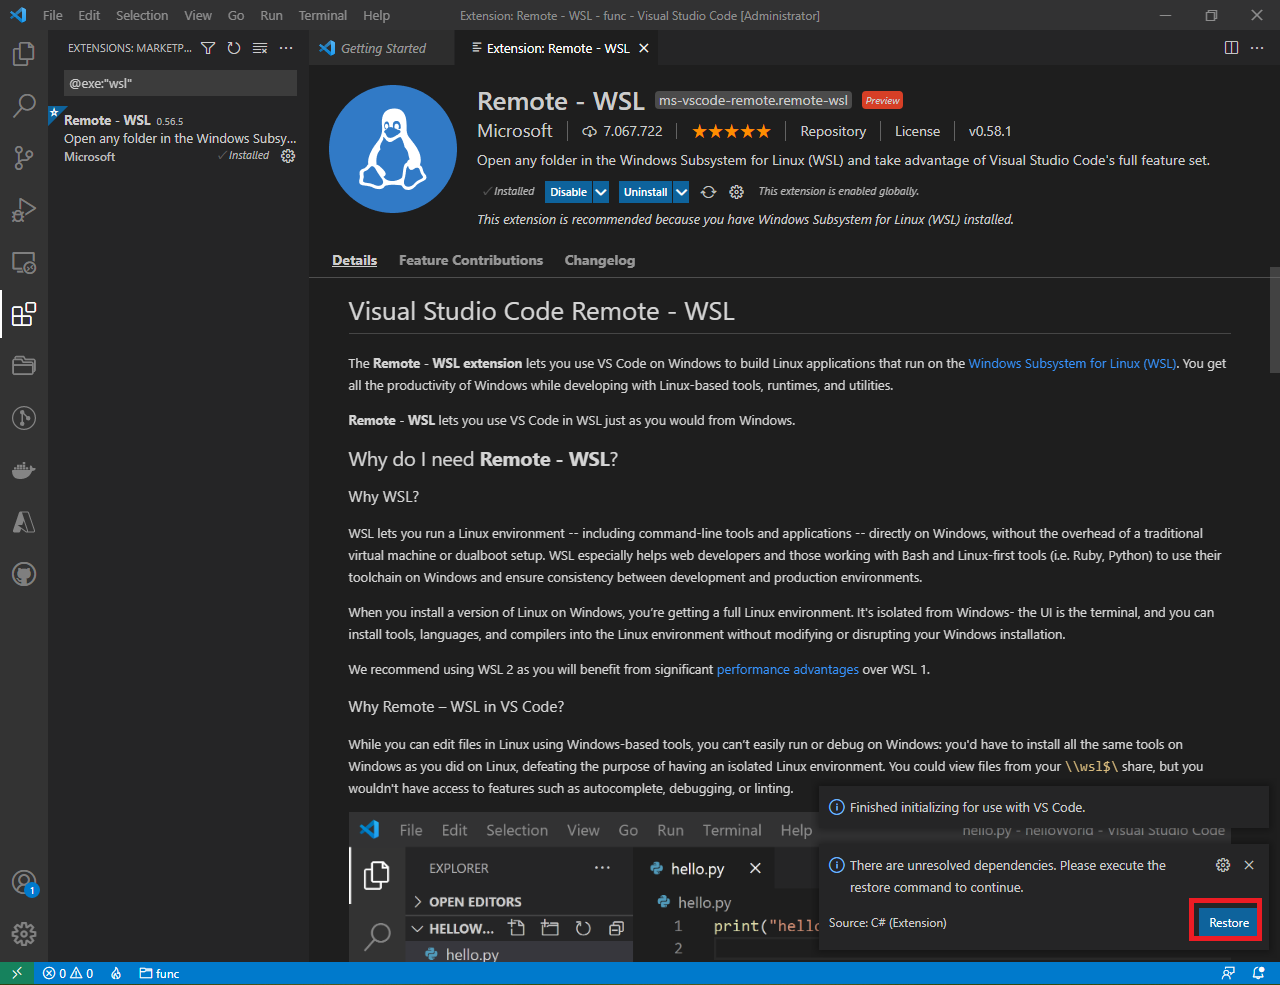 File Edit Selection View Go Run Terminal Help
Extension: Remote - WSL - func - Visual Studio Code [Administrator]
EXTENSIONS: MARKETP...
Getting Started
Extension: Remote - WSL
@exe:"wsl"
Remote - WSL 0.56.5
Open any folder in the Windows Subsy...
Microsoft
Installed
Remote - WSL ms-vscode-remote.remote-wsl Preview
Microsoft 7.067.722 Repository License v0.58.1
Open any folder in the Windows Subsystem for Linux (WSL) and take advantage of Visual Studio Code's full feature set.
Installed Disable Uninstall This extension is enabled globally.
This extension is recommended because you have Windows Subsystem for Linux (WSL) installed.
Details Feature Contributions Changelog
Visual Studio Code Remote - WSL
The Remote - WSL extension lets you use VS Code on Windows to build Linux applications that run on the Windows Subsystem for Linux (WSL). You get
all the productivity of Windows while developing with Linux-based tools, runtimes, and utilities.
Remote - WSL lets you use VS Code in WSL just as you would from Windows.
Why do I need Remote - WSL?
Why WSL?
WSL lets you run a Linux environment -- including command-line tools and applications -- directly on Windows, without the overhead of a traditional
virtual machine or dualboot setup. WSL especially helps web developers and those working with Bash and Linux-first tools (i.e. Ruby, Python) to use their
toolchain on Windows and ensure consistency between development and production environments.
When you install a version of Linux on Windows, you're getting a full Linux environment. It's isolated from Windows- the UI is the terminal, and you can
install tools, languages, and compilers into the Linux environment without modifying or disrupting your Windows installation.
We recommend using WSL 2 as you will benefit from significant performance advantages over WSL 1.
Why Remote – WSL in VS Code?
While you can edit files in Linux using Windows-based tools, you can't easily run or debug on Windows: you'd have to install all the same tools on
Windows as you did on Linux, defeating the purpose of having an isolated Linux environment. You could view files from your \\wsl$\ share, but you
wouldn't have access to features such as autocomplete, debugging, or linting.
File Edit Selection View Go Run Terminal Help
hello.py - helloWorld - Visual Studio Code
EXPLORER
hello.py
OPEN EDITORS
hello.py
HELLOW...
1 print("hello
hello.py
2
Finished initializing for use with VS Code.
There are unresolved dependencies. Please execute the
restore command to continue.
Source: C# (Extension)
Restore
1
0 0 func